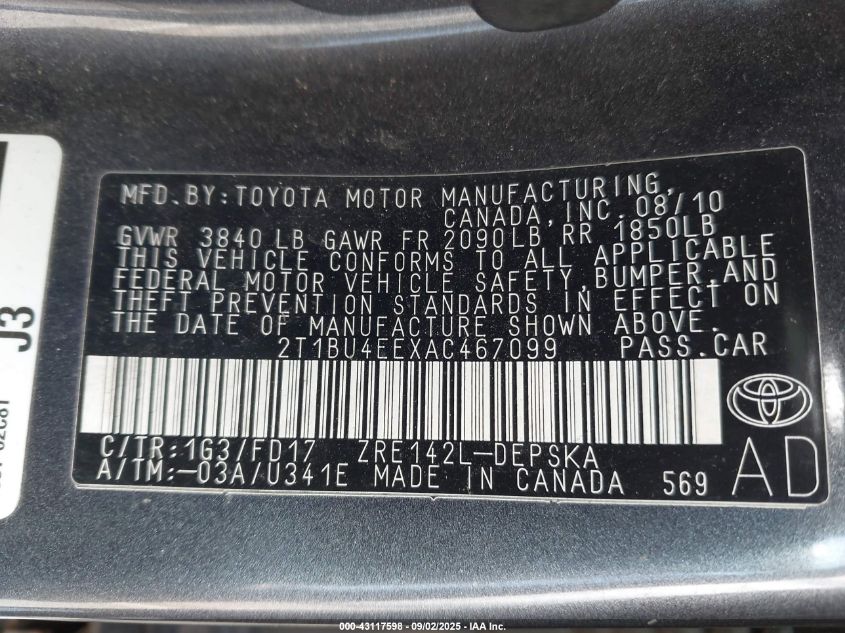 MFD.BY:TOYOTA MOTOR MANUFACTURING,
CANADA,INC. 08/10
GVWR 3840 LB GAWR FR 2090LB RR 1850LB
THIS VEHICLE CONFORMS TO ALL APPLICABLE
FEDERAL MOTOR VEHICLE SAFETY,BUMPER,AND
THEFT PREVENTION STANDARDS IN EFFECT ON
THE DATE OF MANUFACTURE SHOWN ABOVE.
2T1BU4EEXAC467099 PASS.CAR
C/TR:1G3/FD17 ZRE142L-DEPSKA
A/TM:-03A/U341E MADE IN CANADA 569
AD
J3
000-43117598 - 09/02/2025 - IAA Inc.